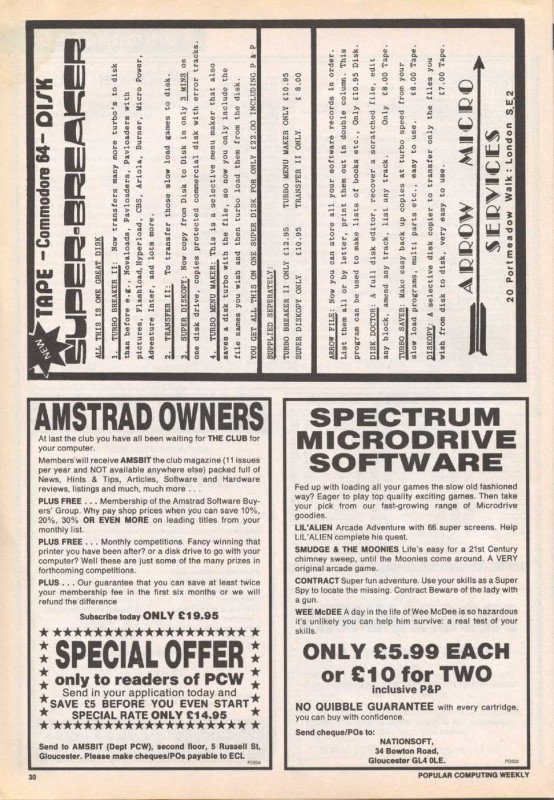 NEW
TAPE - Commodore 64 - DISK
SUPER-BREAKER
ALL THIS IS ONE GREAT DISK
1. TURBO BREAKER II: Now transfers many more turbo's to disk
than before e.g. Novaloads, Pavloaders, Pavloaders with
pictures, Flashload, Hyperload, CBS, Ariola, Burner, Micro Power,
Adventure Inter, and lots more.
2. TRANSFER II: To transfer those slow load games to disk.
3. SUPER DISKOPY: Now copy from Disk to Disk in only 3 MINS on
one disk drive, copies protected commercial disk with error tracks.
4. TURBO MENU MAKER: This is a selective menu maker that also
saves a disk turbo with the file, so now you only include the
file names you wish and then turbo load them from the disk.
YOU GET ALL THIS ON ONE SUPER DISK FOR ONLY £22.00 INCLUDING P & P
SUPPLIED SEPERATELY:
TURBO BREAKER II ONLY £12.95 TURBO MENU MAKER ONLY £10.95
SUPER DISKOPY ONLY £10.95 TRANSFER II ONLY £ 8.00
ARROW FILE: Now you can store all your software records in order.
List them all or by letter, print them out in double column. This
program can be used to make lists of books etc., Only £10.95 Disk.
DISK DOCTOR: A full disk editor, recover a scratched file, edit
any block, amend any track, list any track. Only £8.00 Tape.
TURBO SAVER: Make easy back up copies at turbo speed from your
slow load programs, multi parts etc., easy to use. £8.00 Tape.
DISKOPY: A selective disk copier to transfer only the files you
wish from disk to disk, very easy to use. £7.00 Tape.
ARROW MICRO
SERVICES
20 Portmeadow Walk: London S.E.2
AMSTRAD OWNERS
At last the club you have all been waiting for THE CLUB for
your computer.
Members will receive AMSBIT the club magazine (11 issues
per year and NOT available anywhere else) packed full of
News, Hints & Tips, Articles, Software and Hardware
reviews, listings and much, much more . . .
PLUS FREE . . . Membership of the Amstrad Software Buy-
ers' Group. Why pay shop prices when you can save 10%,
20%, 30% OR EVEN MORE on leading titles from your
monthly list.
PLUS FREE . . . Monthly competitions. Fancy winning that
printer you have been after? or a disk drive to go with your
computer? Well these are just some of the many prizes in
forthcoming competitions.
PLUS . . . Our guarantee that you can save at least twice
your membership fee in the first six months or we will
refund the difference
Subscribe today ONLY £19.95
SPECIAL OFFER
only to readers of PCW
Send in your application today and
SAVE £5 BEFORE YOU EVEN START
SPECIAL RATE ONLY £14.95
Send to AMSBIT (Dept PCW), second floor, 5 Russell St,
Gloucester. Please make cheques/POs payable to ECL
SPECTRUM
MICRODRIVE
SOFTWARE
Fed up with loading all your games the slow old fashioned
way? Eager to play top quality exciting games. Then take
your pick from our fast-growing range of Microdrive
goodies.
LIL'ALIEN Arcade Adventure with 66 super screens. Help
LIL'ALIEN complete his quest.
SMUDGE & THE MOONIES Life's easy for a 21st Century
chimney sweep, until the Moonies come around. A VERY
original arcade game.
CONTRACT Super fun adventure. Use your skills as a Super
Spy to locate the missing. Contract Beware of the lady with
a gun.
WEE McDEE A day in the life of Wee McDee is so hazardous
it's unlikely you can help him survive: a real test of your
skills.
ONLY £5.99 EACH
or £10 for TWO
inclusive P&P
NO QUIBBLE GUARANTEE with every cartridge,
you can buy with confidence.
Send cheque/POs to:
NATIONSOFT,
34 Bowton Road,
Gloucester GL4 0LE.
30
POPULAR COMPUTING WEEKLY